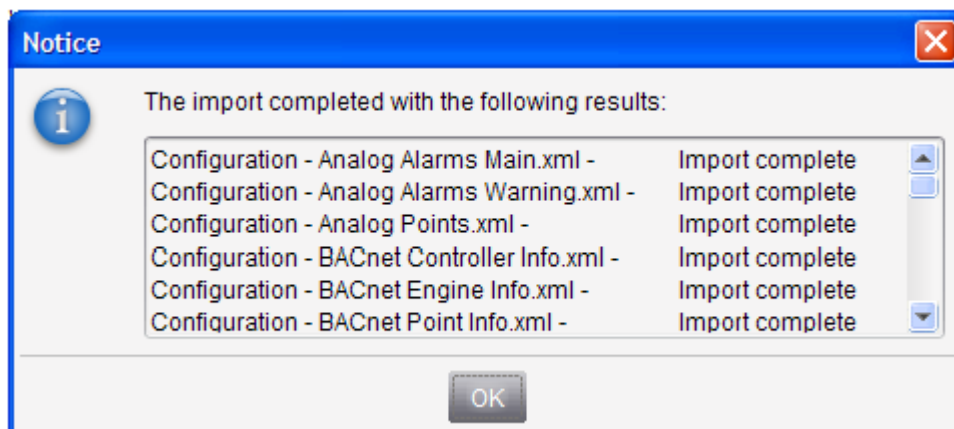 Notice
The import completed with the following results:
Configuration - Analog Alarms Main.xml - Import complete
Configuration - Analog Alarms Warning.xml - Import complete
Configuration - Analog Points.xml - Import complete
Configuration - BACnet Controller Info.xml - Import complete
Configuration - BACnet Engine Info.xml - Import complete
Configuration - BACnet Point Info.xml - Import complete
OK